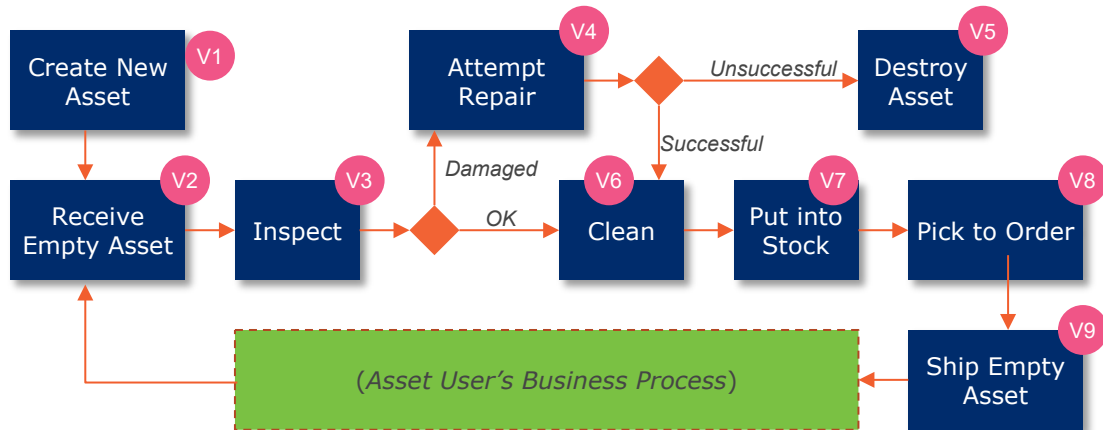 V1
Create New
Asset
V4
Attempt
Repair
Unsuccessful
V5
Destroy
Asset
Damaged
Successful
V2
Receive
Empty Asset
V3
Inspect
OK
V6
Clean
V7
Put into
Stock
V8
Pick to Order
(Asset User's Business Process)
V9
Ship Empty
Asset